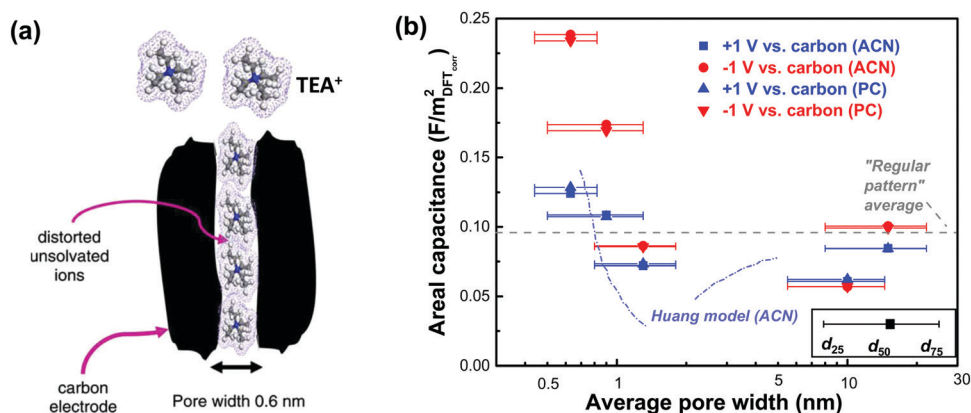 (a)
TEA⁺
distorted
unsolvated
ions
carbon
electrode
Pore width 0.6 nm
(b)
Areal capacitance (F/m²DFTcorr)
0.25
0.20
0.15
0.10
0.05
0.00
+1 V vs. carbon (ACN)
-1 V vs. carbon (ACN)
+1 V vs. carbon (PC)
-1 V vs. carbon (PC)
"Regular
pattern"
average
Huang model (ACN)
d25 d50 d75
0.5 1 5 10 30
Average pore width (nm)